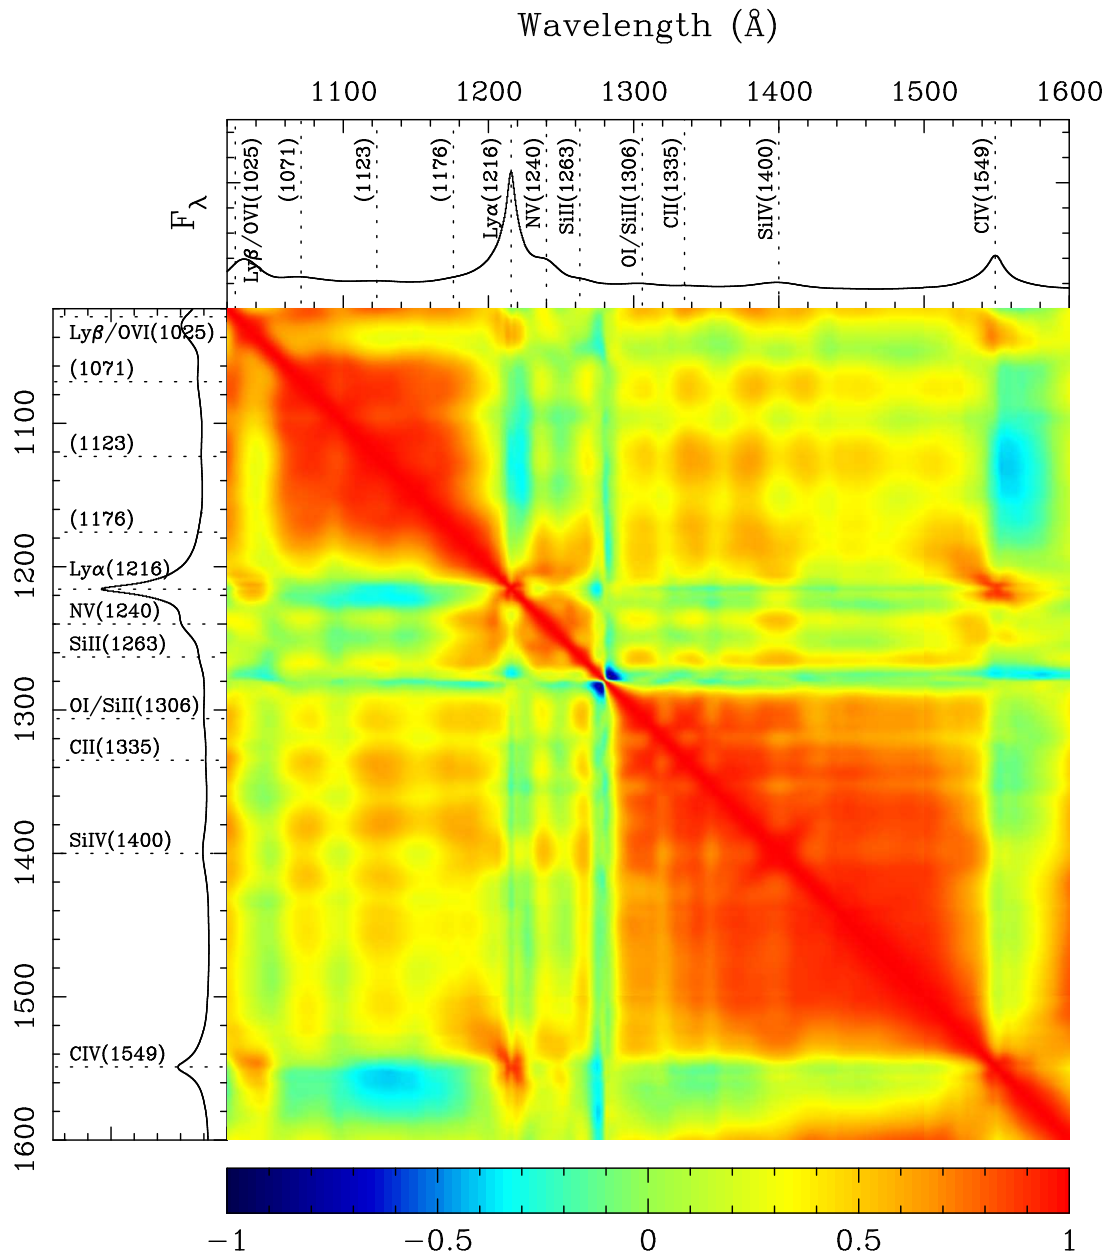 Wavelength (Å)
1100 1200 1300 1400 1500 1600
Fλ
Lyβ/OVI(1025)
(1071)
(1123)
(1176)
Lyα(1216)
NV(1240)
SiII(1263)
OI/SiII(1306)
CII(1335)
SiIV(1400)
CIV(1549)
Lyβ/OVI(1025)
(1071)
(1123)
(1176)
Lyα(1216)
NV(1240)
SiII(1263)
OI/SiII(1306)
CII(1335)
SiIV(1400)
CIV(1549)
1100
1200
1300
1400
1500
1600
−1 −0.5 0 0.5 1